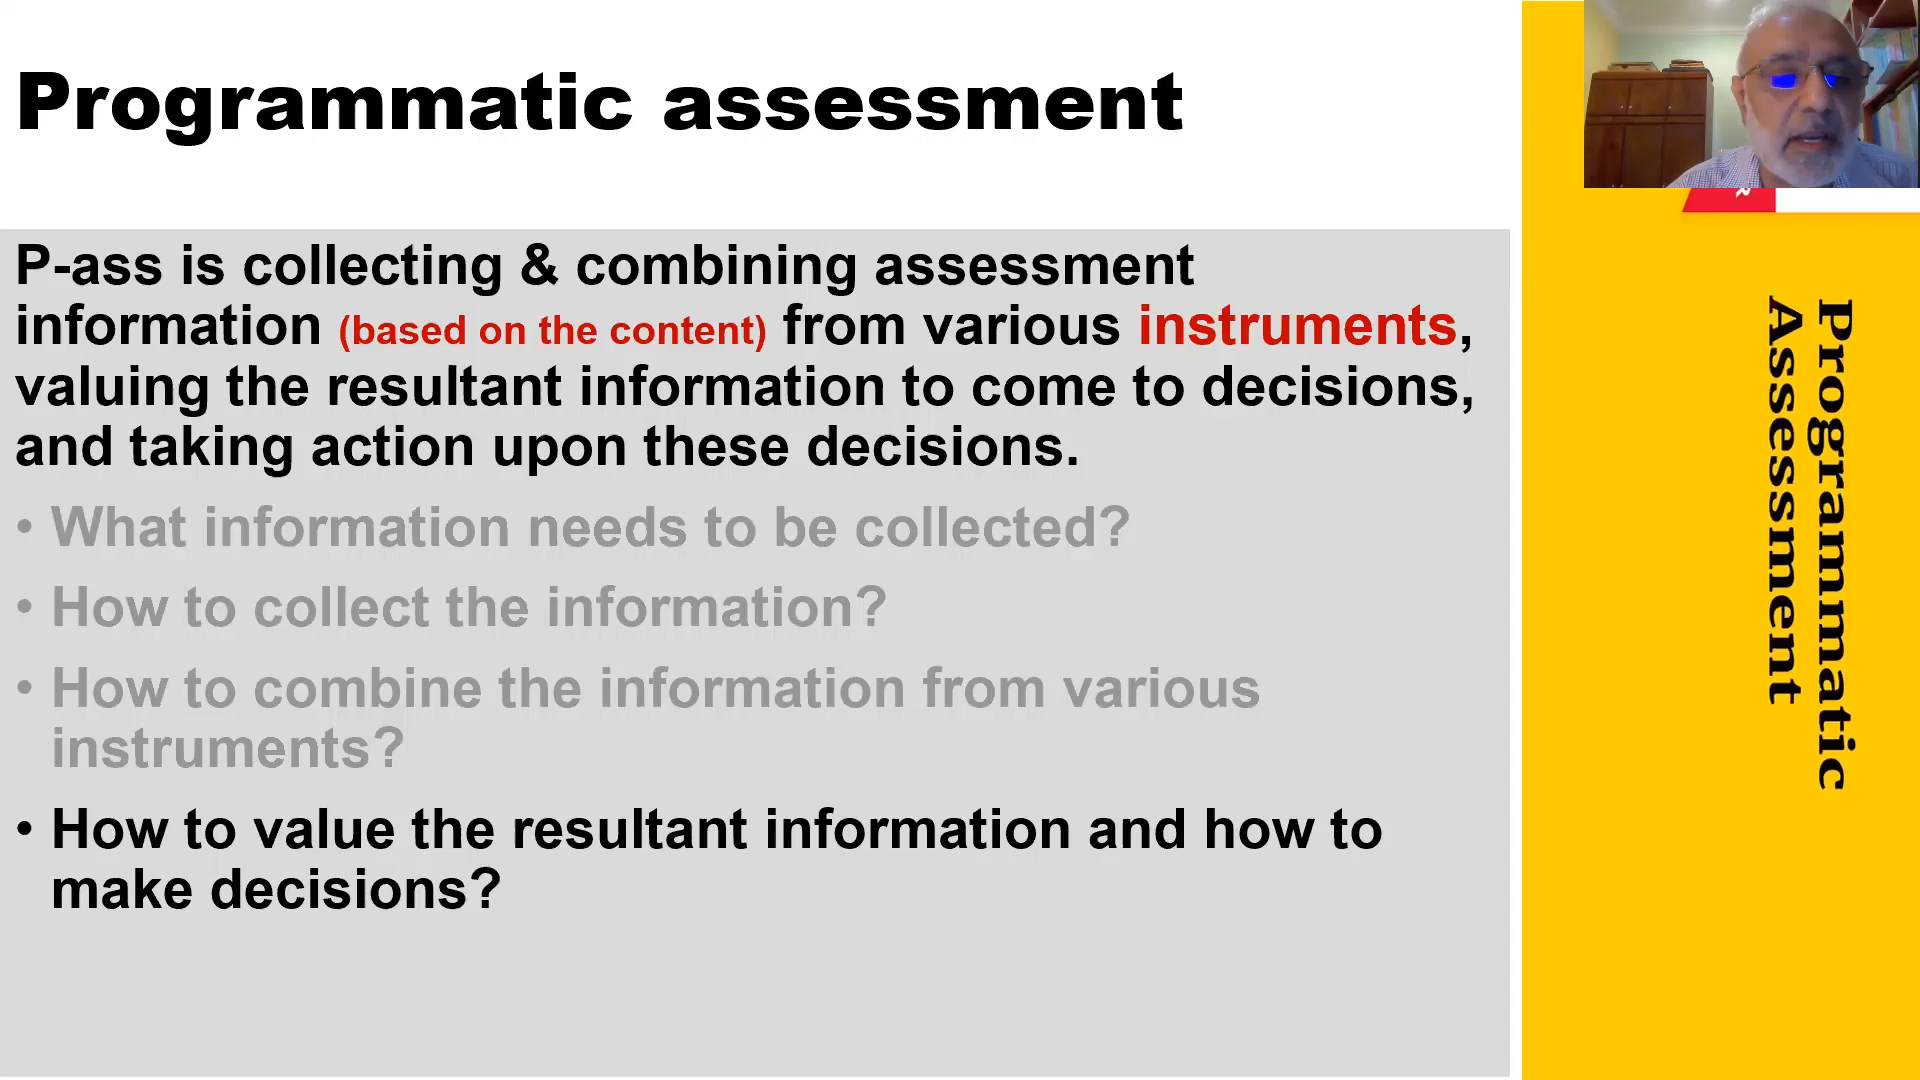 Programmatic assessment
P-ass is collecting & combining assessment
information (based on the content) from various instruments,
valuing the resultant information to come to decisions,
and taking action upon these decisions.
• What information needs to be collected?
• How to collect the information?
• How to combine the information from various
instruments?
• How to value the resultant information and how to
make decisions?
Programmatic
Assessment